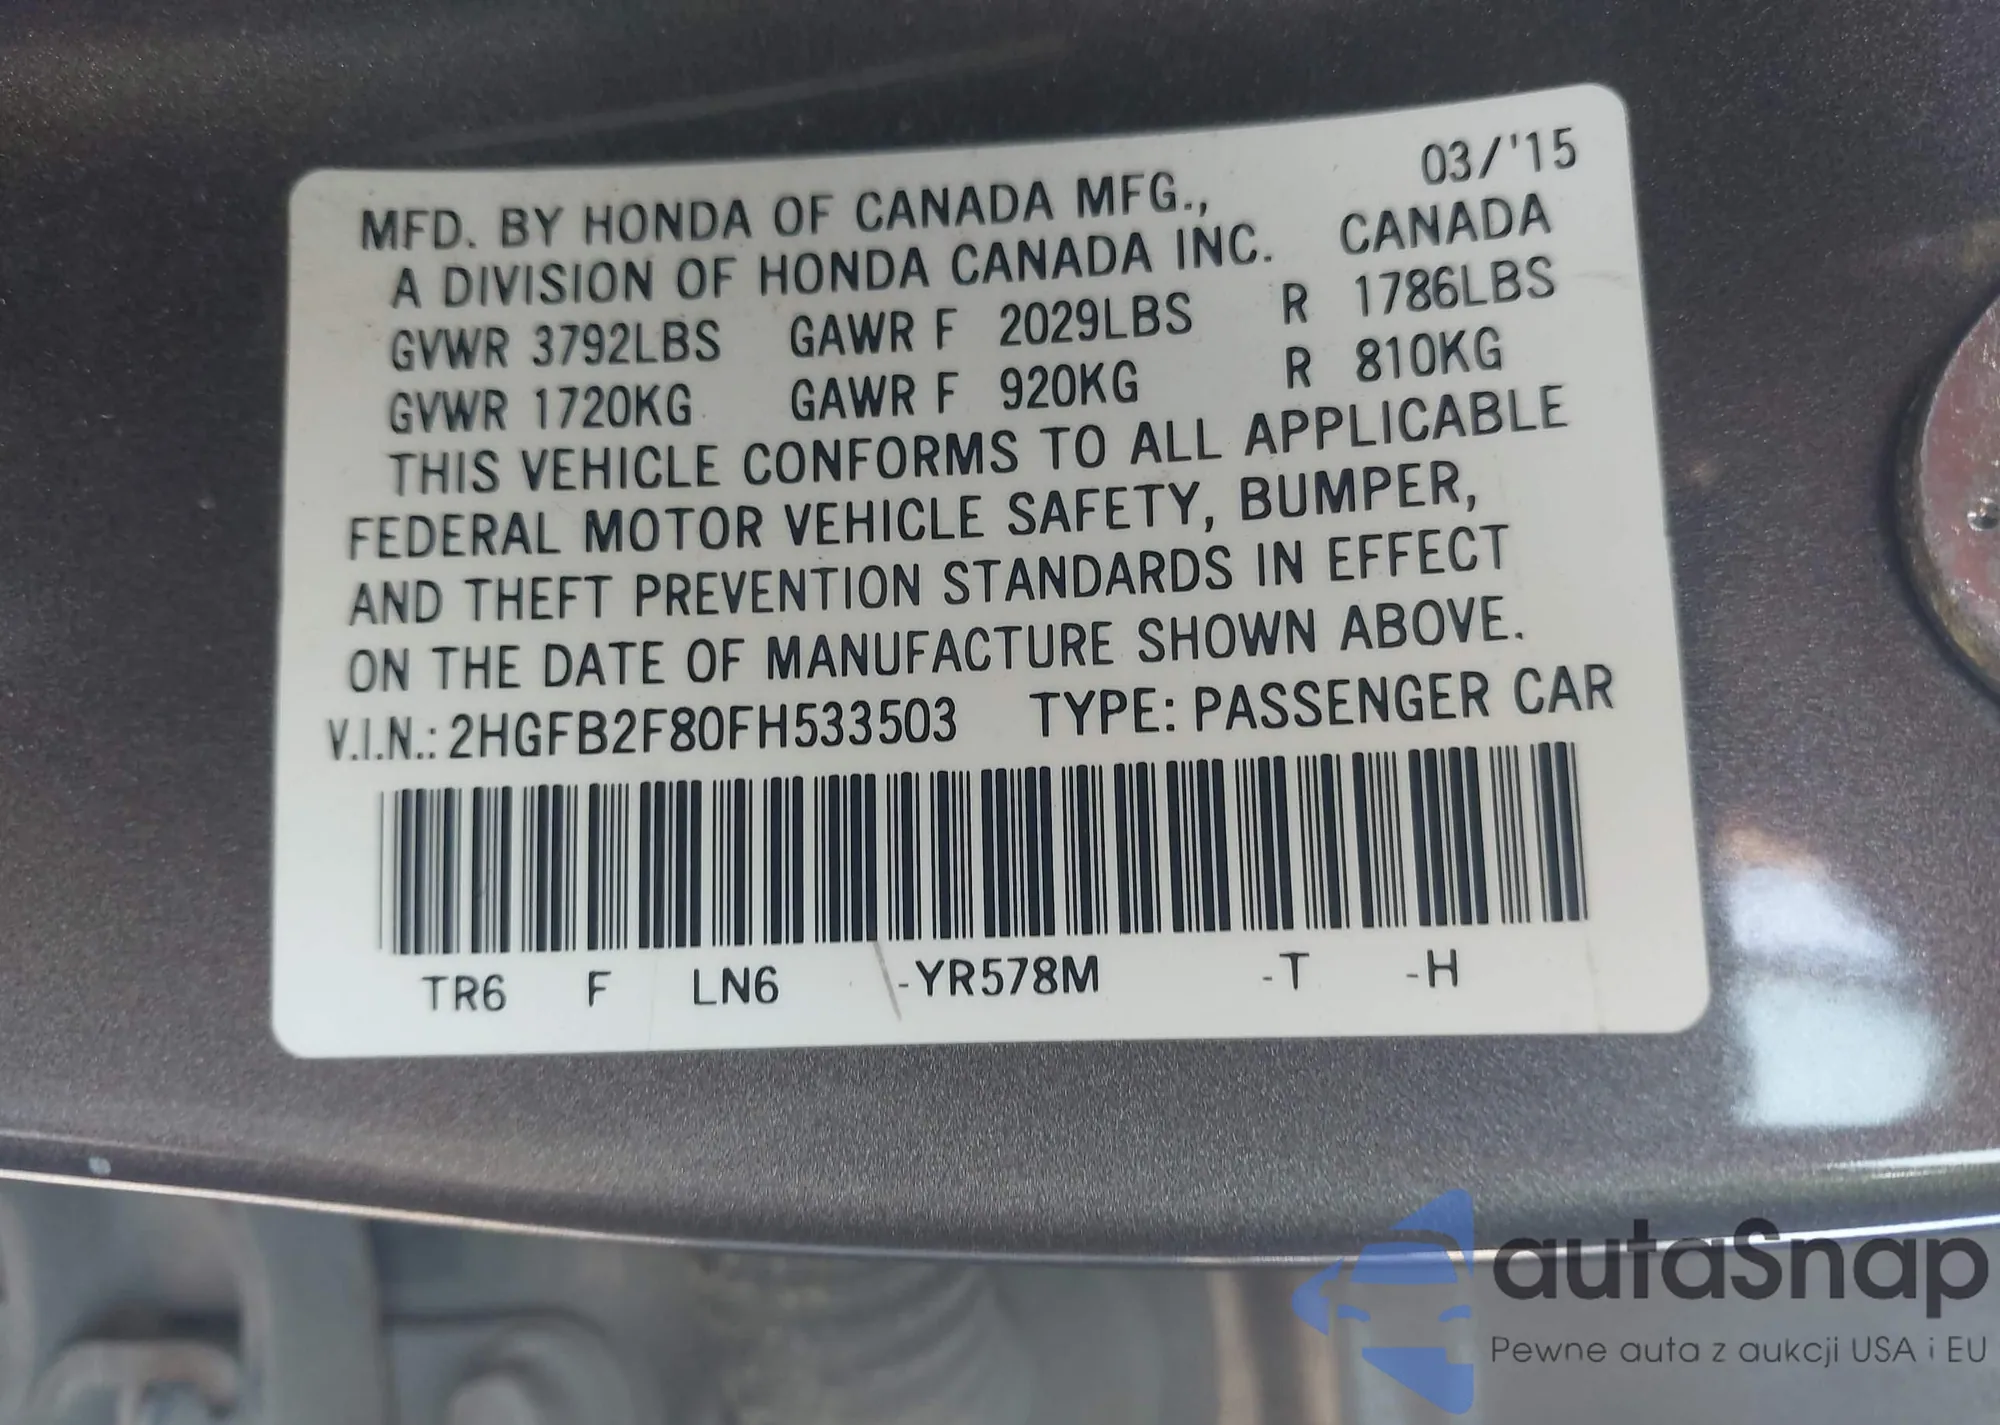 03/'15
MFD. BY HONDA OF CANADA MFG.,
A DIVISION OF HONDA CANADA INC. CANADA
GVWR 3792LBS GAWR F 2029LBS R 1786LBS
GVWR 1720KG GAWR F 920KG R 810KG
THIS VEHICLE CONFORMS TO ALL APPLICABLE
FEDERAL MOTOR VEHICLE SAFETY, BUMPER,
AND THEFT PREVENTION STANDARDS IN EFFECT
ON THE DATE OF MANUFACTURE SHOWN ABOVE.
V.I.N.: 2HGFB2F80FH533503 TYPE: PASSENGER CAR
TR6 F LN6 -YR578M -T -H
autaSnap
Pewne auta z aukcji USA i EU